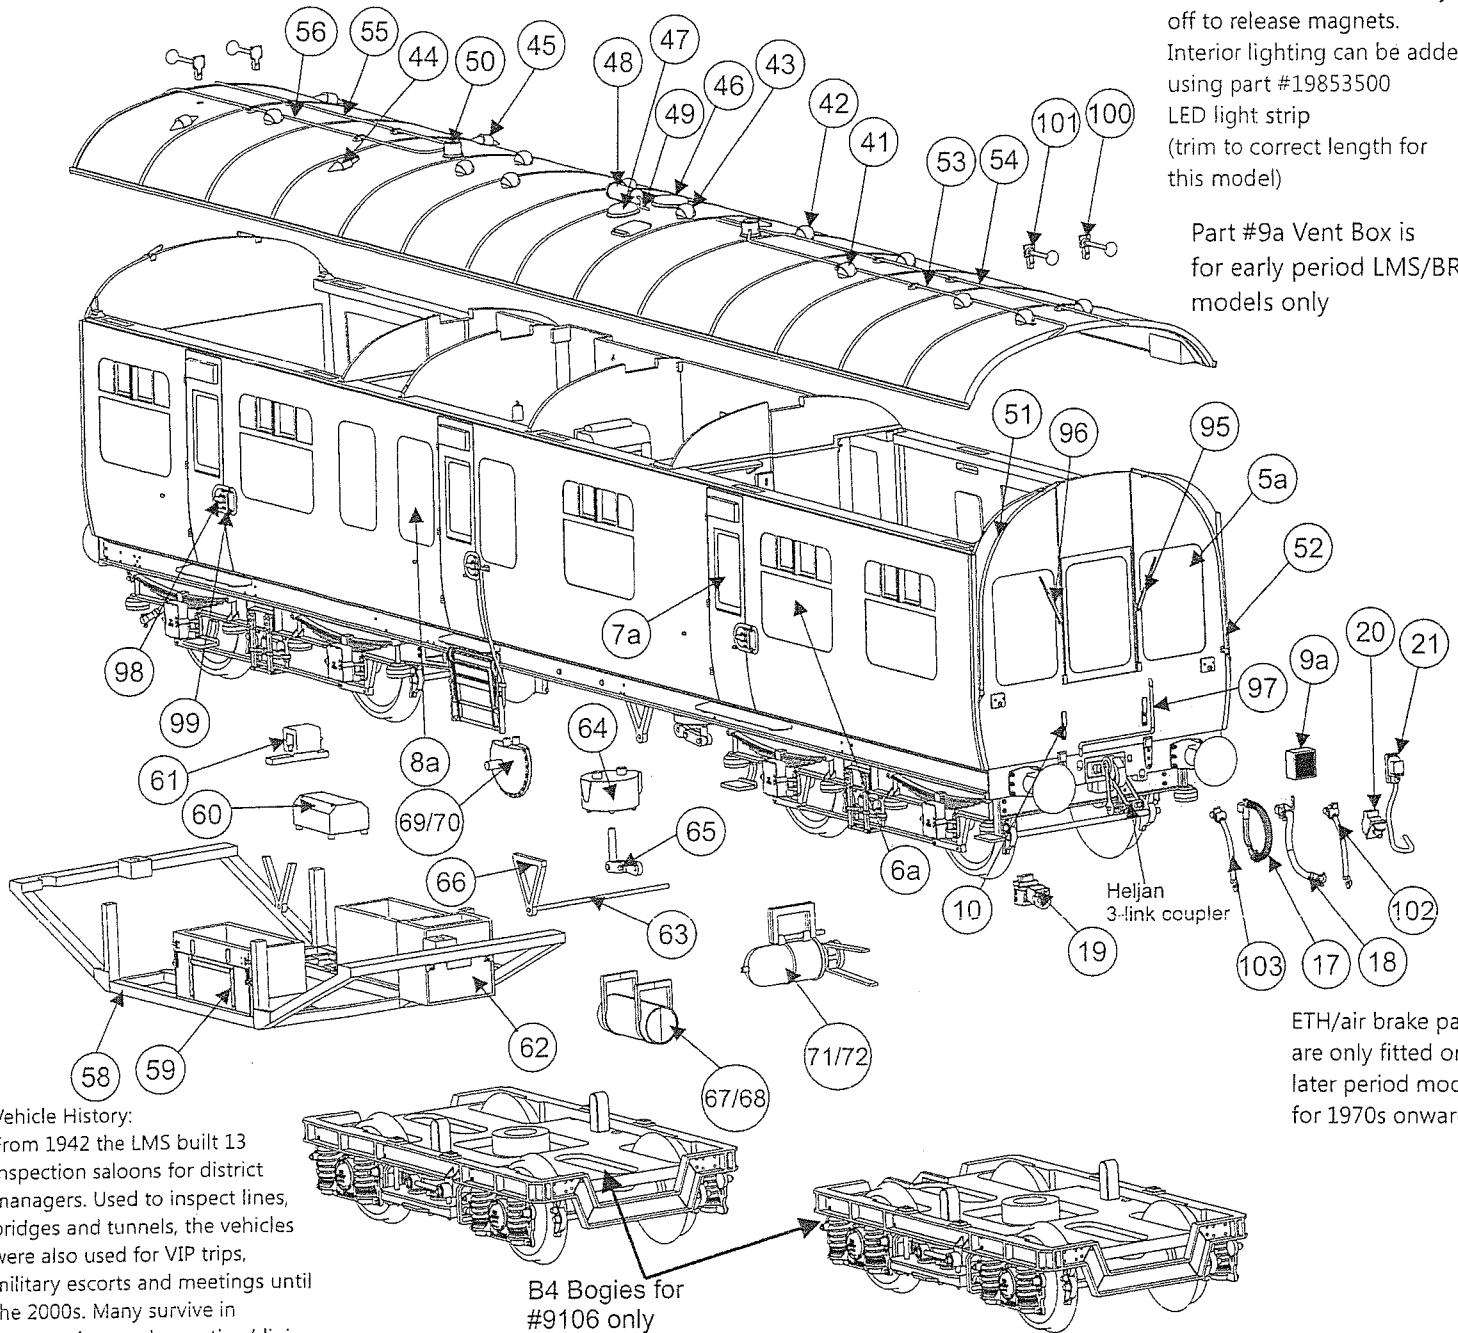 off to release magnets.
Interior lighting can be adde
using part #19853500
LED light strip
(trim to correct length for
this model)
Part #9a Vent Box is
for early period LMS/BR
models only
56
55
44
50
45
47
48
46
49
43
42
41
53
54
101
100
51
96
95
5a
52
98
99
7a
97
9a
20
21
61
60
8a
69/70
64
65
66
63
6a
10
Heljan
3-link coupler
19
103
17
18
102
58
59
62
67/68
71/72
ETH/air brake pa
are only fitted on
later period mod
for 1970s onwar
Vehicle History:
From 1942 the LMS built 13
inspection saloons for district
managers. Used to inspect lines,
bridges and tunnels, the vehicles
were also used for VIP trips,
military escorts and meetings until
the 2000s. Many survive in
B4 Bogies for
#9106 only